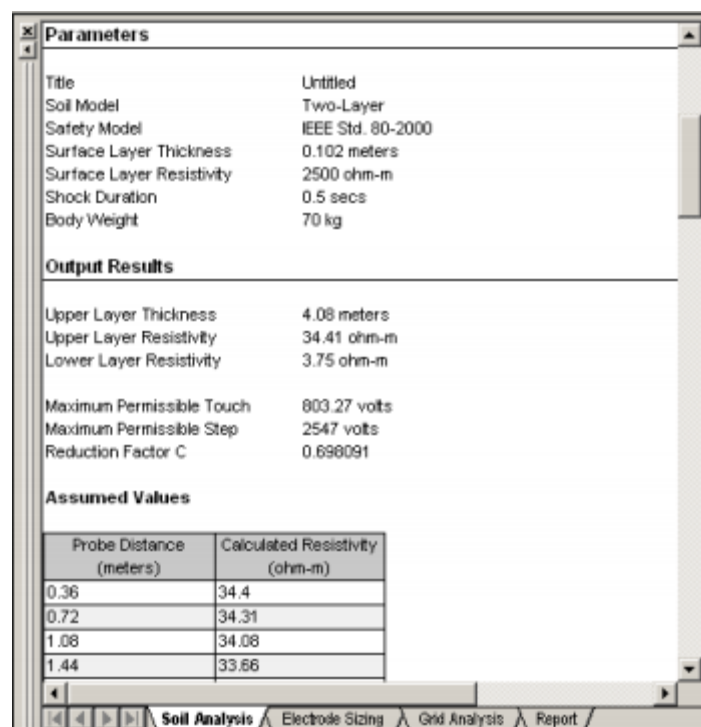 Parameters
Title Untitled
Soil Model Two-Layer
Safety Model IEEE Std. 80-2000
Surface Layer Thickness 0.102 meters
Surface Layer Resistivity 2500 ohm-m
Shock Duration 0.5 secs
Body Weight 70 kg
Output Results
Upper Layer Thickness 4.08 meters
Upper Layer Resistivity 34.41 ohm-m
Lower Layer Resistivity 3.75 ohm-m
Maximum Permissible Touch 803.27 volts
Maximum Permissible Step 2547 volts
Reduction Factor C 0.698091
Assumed Values
Probe Distance (meters) Calculated Resistivity (ohm-m)
0.36 34.4
0.72 34.31
1.08 34.08
1.44 33.66
Soil Analysis Electrode Sizing Grid Analysis Report